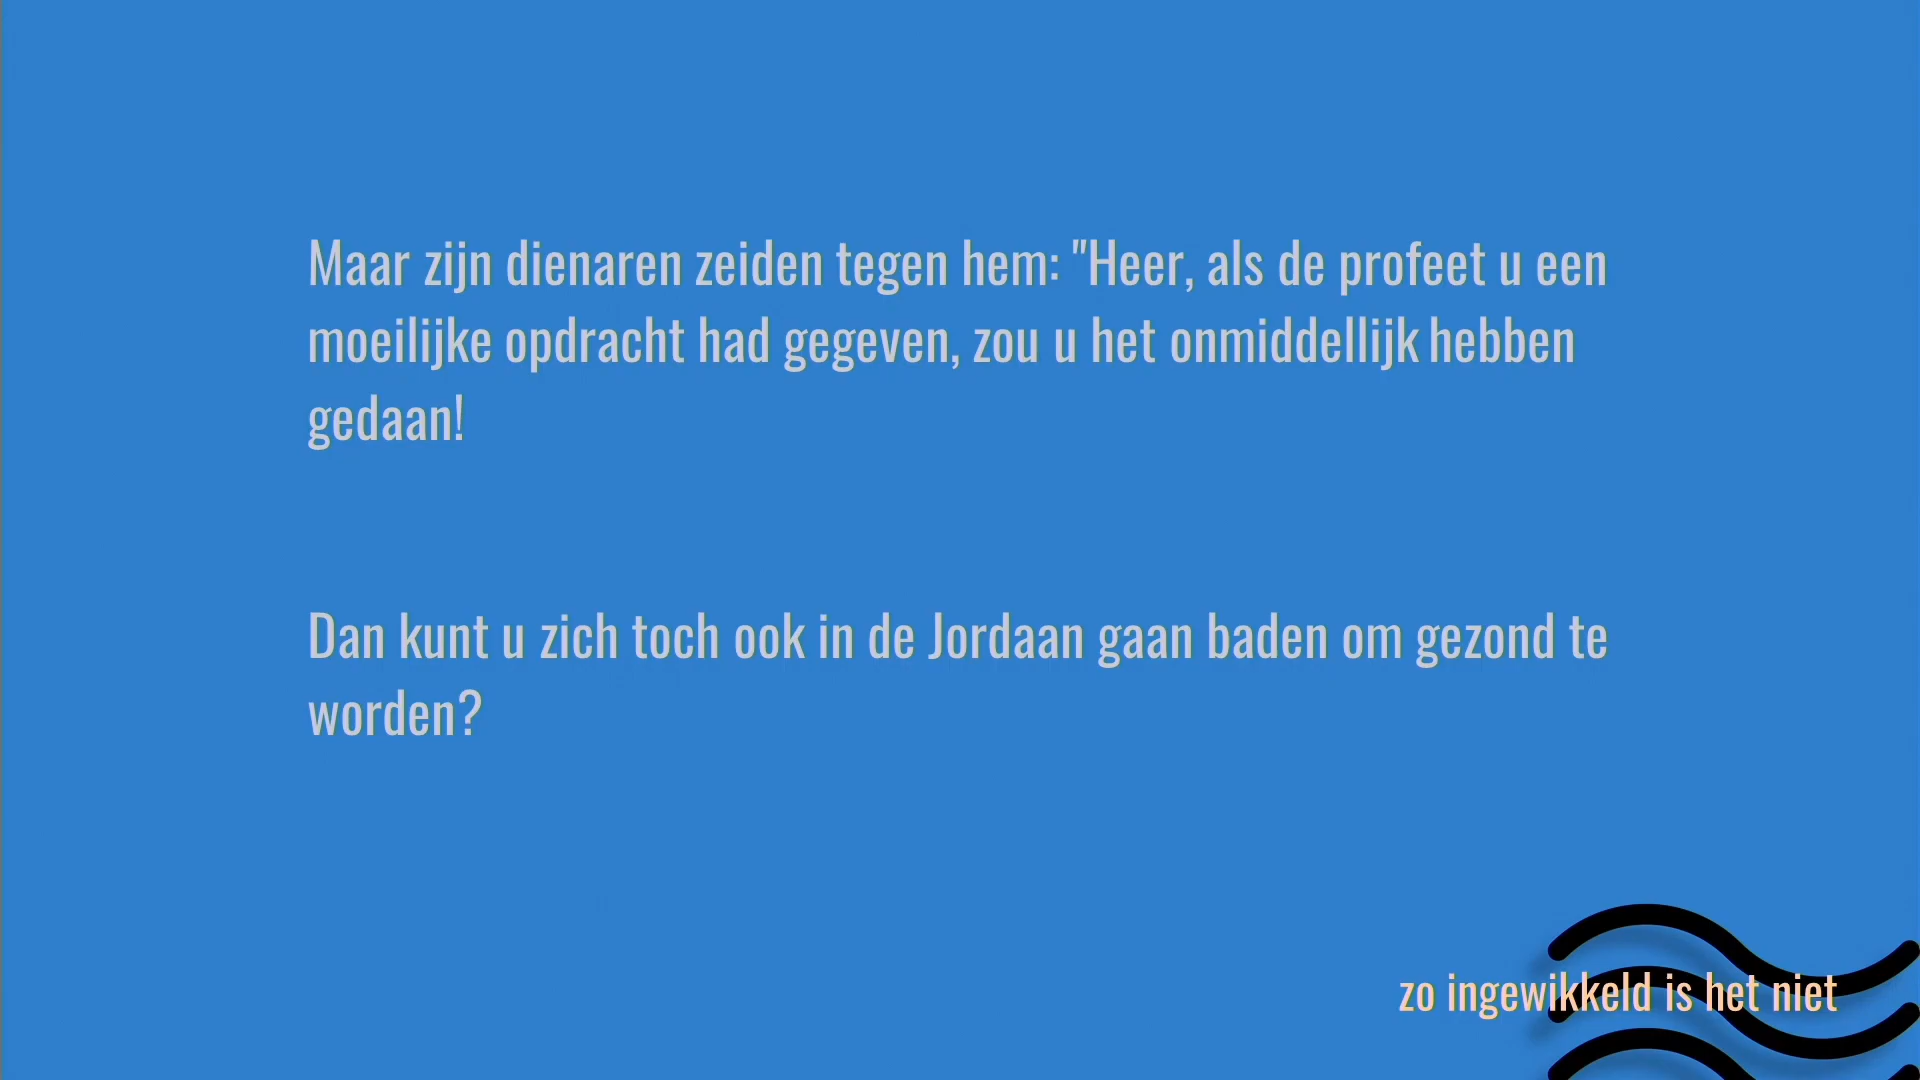 Maar zijn dienaren zeiden tegen hem: "Heer, als de profeet u een
moeilijke opdracht had gegeven, zou u het onmiddellijk hebben
gedaan!
Dan kunt u zich toch ook in de Jordaan gaan baden om gezond te
worden?
zo ingewikkeld is het niet